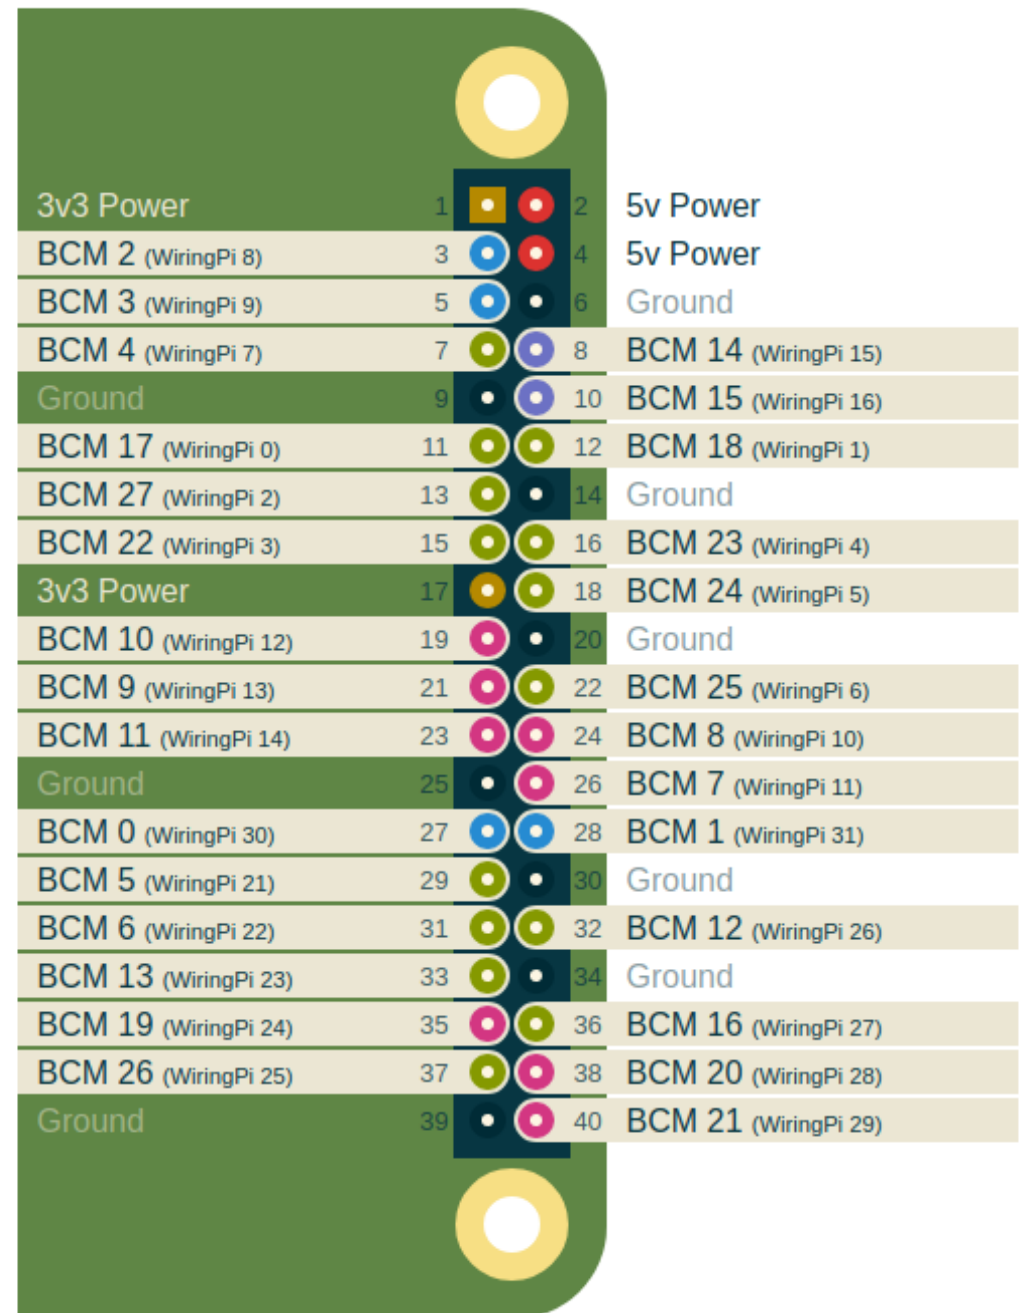 3v3 Power 1 2 5v Power
BCM 2 (WiringPi 8) 3 4 5v Power
BCM 3 (WiringPi 9) 5 6 Ground
BCM 4 (WiringPi 7) 7 8 BCM 14 (WiringPi 15)
Ground 9 10 BCM 15 (WiringPi 16)
BCM 17 (WiringPi 0) 11 12 BCM 18 (WiringPi 1)
BCM 27 (WiringPi 2) 13 14 Ground
BCM 22 (WiringPi 3) 15 16 BCM 23 (WiringPi 4)
3v3 Power 17 18 BCM 24 (WiringPi 5)
BCM 10 (WiringPi 12) 19 20 Ground
BCM 9 (WiringPi 13) 21 22 BCM 25 (WiringPi 6)
BCM 11 (WiringPi 14) 23 24 BCM 8 (WiringPi 10)
Ground 25 26 BCM 7 (WiringPi 11)
BCM 0 (WiringPi 30) 27 28 BCM 1 (WiringPi 31)
BCM 5 (WiringPi 21) 29 30 Ground
BCM 6 (WiringPi 22) 31 32 BCM 12 (WiringPi 26)
BCM 13 (WiringPi 23) 33 34 Ground
BCM 19 (WiringPi 24) 35 36 BCM 16 (WiringPi 27)
BCM 26 (WiringPi 25) 37 38 BCM 20 (WiringPi 28)
Ground 39 40 BCM 21 (WiringPi 29)